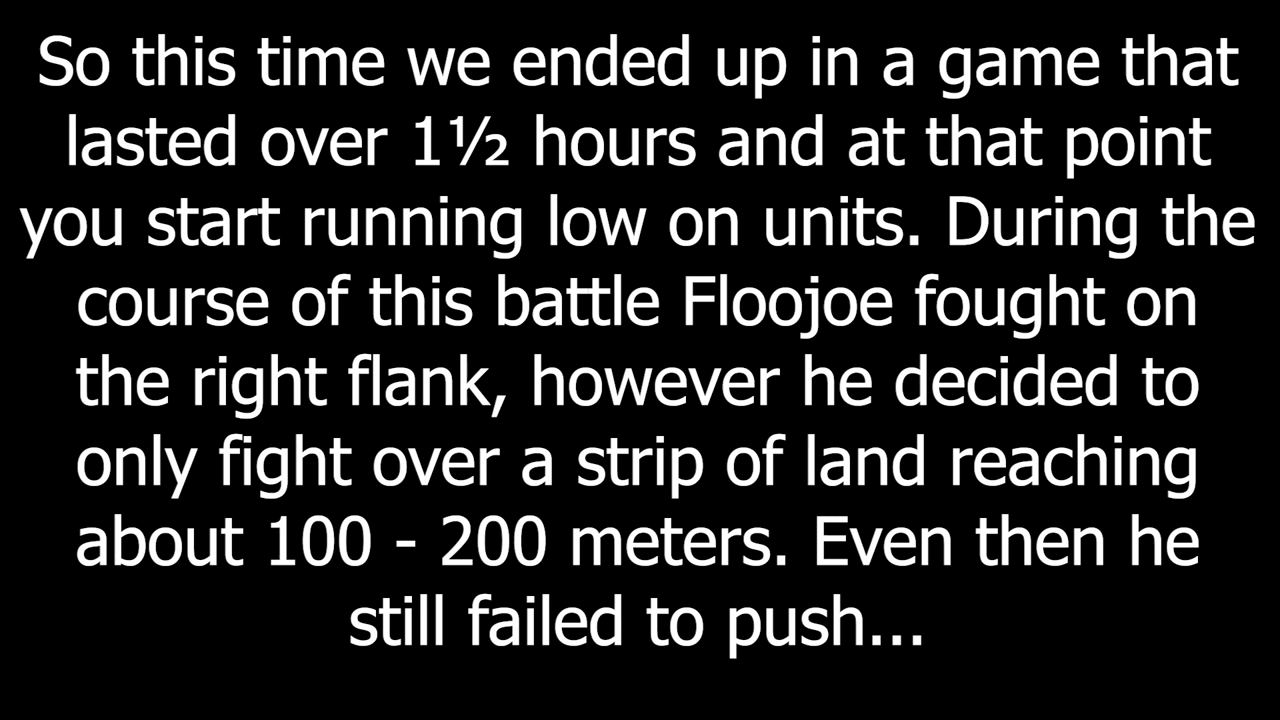 So this time we ended up in a game that
lasted over 1½ hours and at that point
you start running low on units. During the
course of this battle Floojoe fought on
the right flank, however he decided to
only fight over a strip of land reaching
about 100 - 200 meters. Even then he
still failed to push...